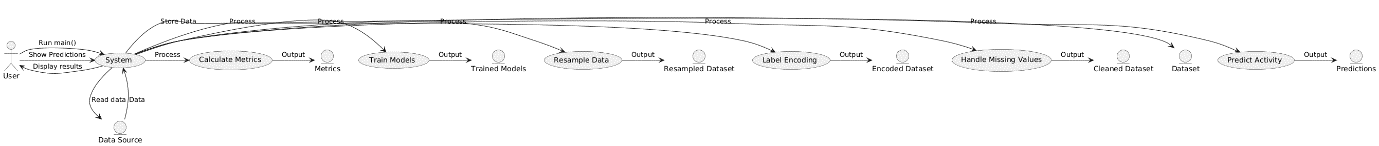 Store Data
Process
Process
Process
Process
Process
Run main()
Show Predictions
Display results
User
System
Process
Calculate Metrics
Output
Metrics
Train Models
Output
Trained Models
Resample Data
Output
Resampled Dataset
Label Encoding
Output
Encoded Dataset
Handle Missing Values
Output
Cleaned Dataset
Dataset
Predict Activity
Output
Predictions
Read data
Data
Data Source